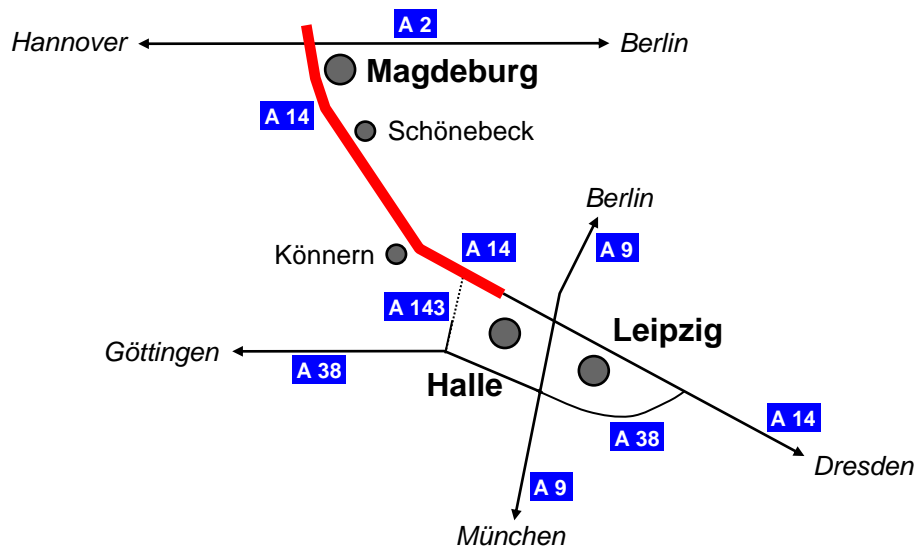 A 2
Hannover
Berlin
Magdeburg
A 14
Schönebeck
Berlin
Könnern
A 14
A 9
A 143
Leipzig
Göttingen
A 38
Halle
A 14
A 38
Dresden
A 9
München